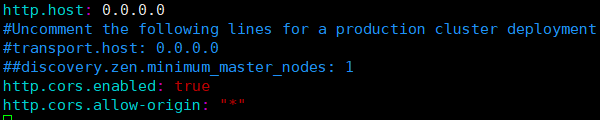 http.host: 0.0.0.0
#Uncomment the following lines for a production cluster deployment
#transport.host: 0.0.0.0
##discovery.zen.minimum_master_nodes: 1
http.cors.enabled: true
http.cors.allow-origin: "*"